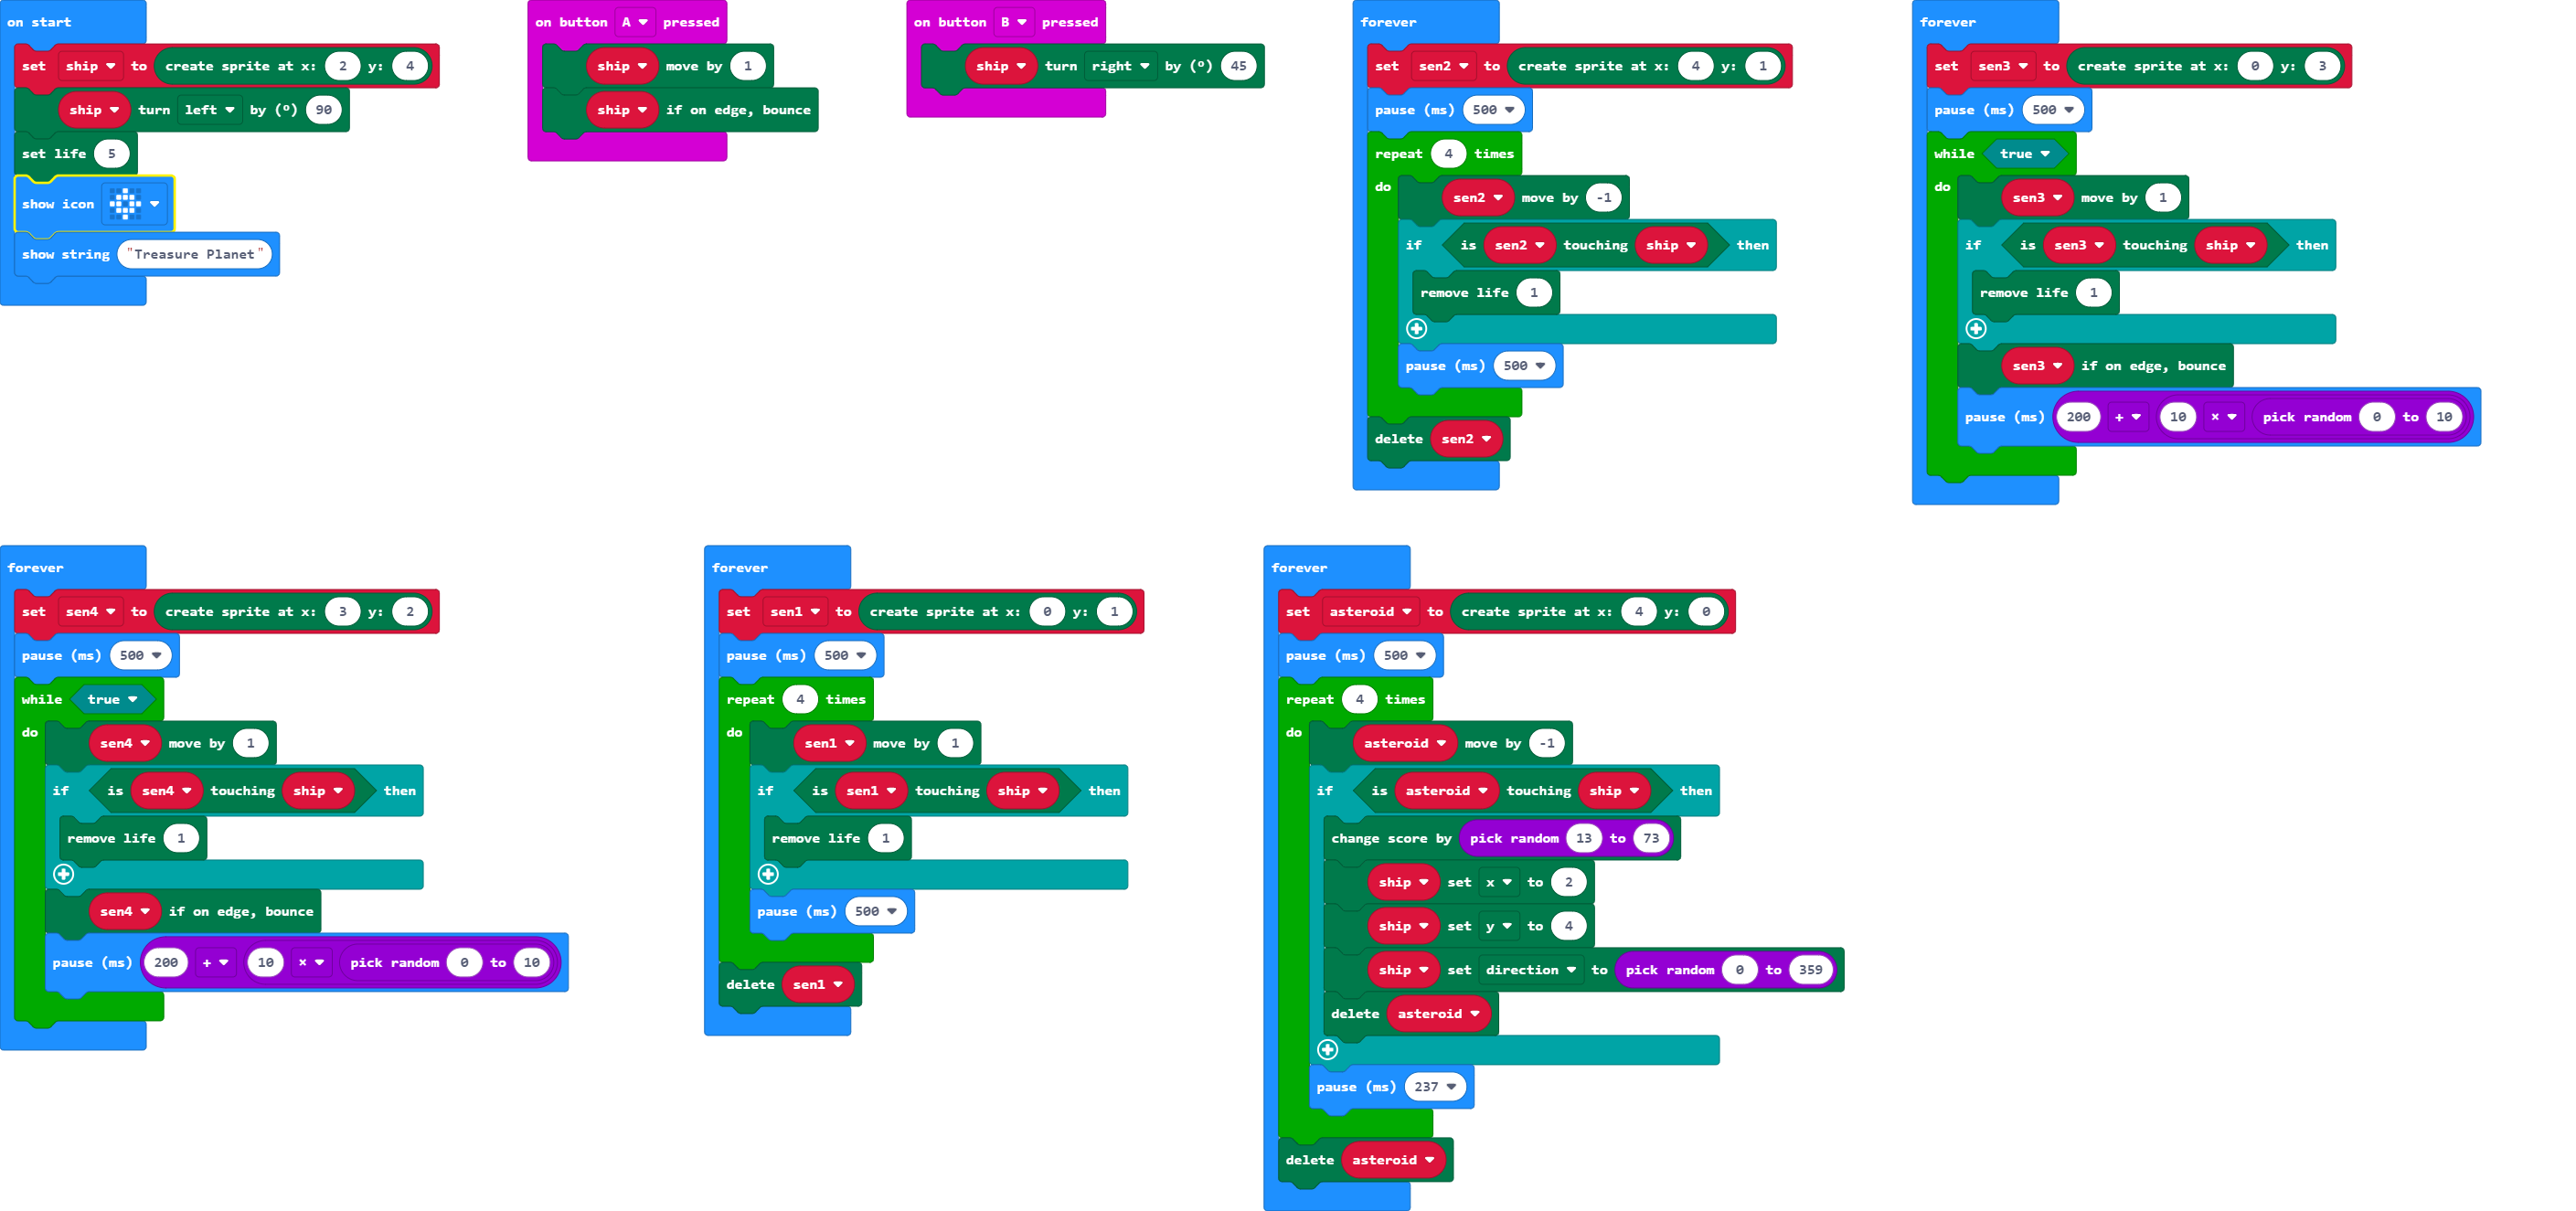 on start
set ship to create sprite at x: 2 y: 4
ship turn left by (°) 90
set life 5
show icon
show string "Treasure Planet"
on button A pressed
ship move by 1
ship if on edge, bounce
on button B pressed
ship turn right by (°) 45
forever
set sen2 to create sprite at x: 4 y: 1
pause (ms) 500
repeat 4 times
do
sen2 move by -1
if is sen2 touching ship then
remove life 1
pause (ms) 500
delete sen2
forever
set sen3 to create sprite at x: 0 y: 3
pause (ms) 500
while true
do
sen3 move by 1
if is sen3 touching ship then
remove life 1
sen3 if on edge, bounce
pause (ms) 200 + 10 × pick random 0 to 10
forever
set sen4 to create sprite at x: 3 y: 2
pause (ms) 500
while true
do
sen4 move by 1
if is sen4 touching ship then
remove life 1
sen4 if on edge, bounce
pause (ms) 200 + 10 × pick random 0 to 10
forever
set sen1 to create sprite at x: 0 y: 1
pause (ms) 500
repeat 4 times
do
sen1 move by 1
if is sen1 touching ship then
remove life 1
pause (ms) 500
delete sen1
forever
set asteroid to create sprite at x: 4 y: 0
pause (ms) 500
repeat 4 times
do
asteroid move by -1
if is asteroid touching ship then
change score by pick random 13 to 73
ship set x to 2
ship set y to 4
ship set direction to pick random 0 to 359
delete asteroid
pause (ms) 237
delete asteroid